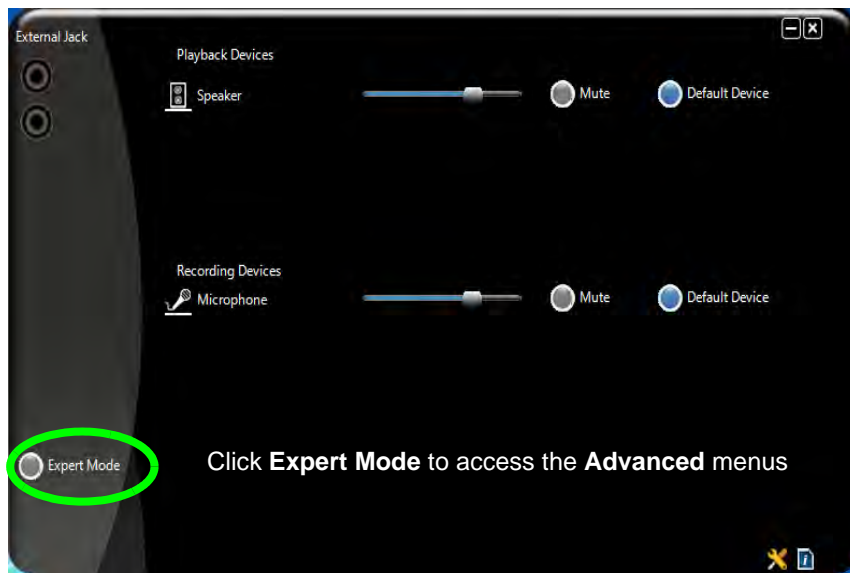 External Jack
Playback Devices
Speaker Mute Default Device
Recording Devices
Microphone Mute Default Device
Expert Mode
Click Expert Mode to access the Advanced menus